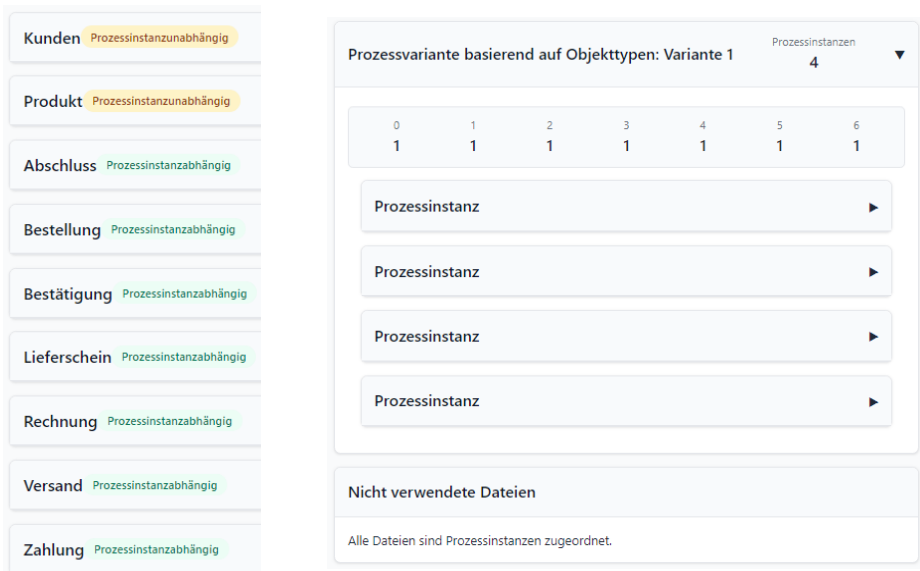 Kunden Prozessinstanzunabhängig
Produkt Prozessinstanzunabhängig
Abschluss Prozessinstanzabhängig
Bestellung Prozessinstanzabhängig
Bestätigung Prozessinstanzabhängig
Lieferschein Prozessinstanzabhängig
Rechnung Prozessinstanzabhängig
Versand Prozessinstanzabhängig
Zahlung Prozessinstanzabhängig
Prozessvariante basierend auf Objekttypen: Variante 1
Prozessinstanzen
4
0 1 2 3 4 5 6
1 1 1 1 1 1 1
Prozessinstanz
Prozessinstanz
Prozessinstanz
Prozessinstanz
Nicht verwendete Dateien
Alle Dateien sind Prozessinstanzen zugeordnet.